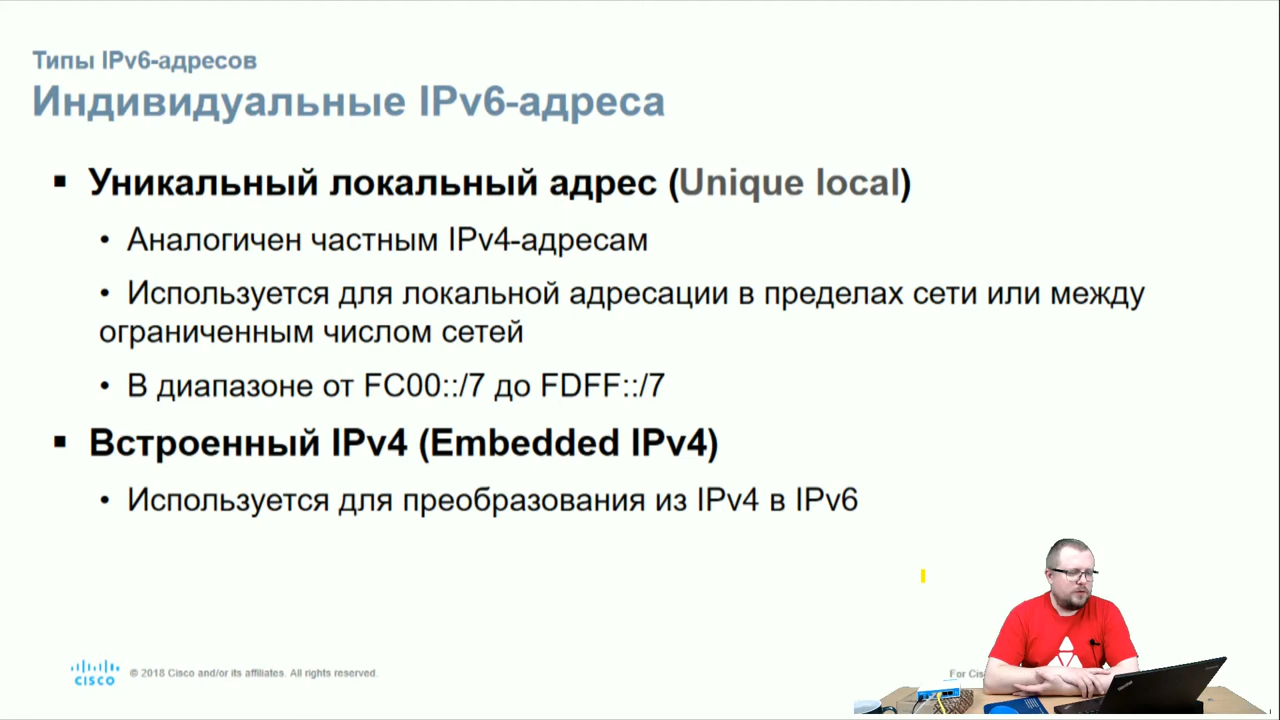 Типы IPv6-адресов
Индивидуальные IPv6-адреса
▪ Уникальный локальный адрес (Unique local)
• Аналогичен частным IPv4-адресам
• Используется для локальной адресации в пределах сети или между
ограниченным числом сетей
• В диапазоне от FC00::/7 до FDFF::/7
▪ Встроенный IPv4 (Embedded IPv4)
• Используется для преобразования из IPv4 в IPv6
CISCO
© 2018 Cisco and/or its affiliates. All rights reserved.
For